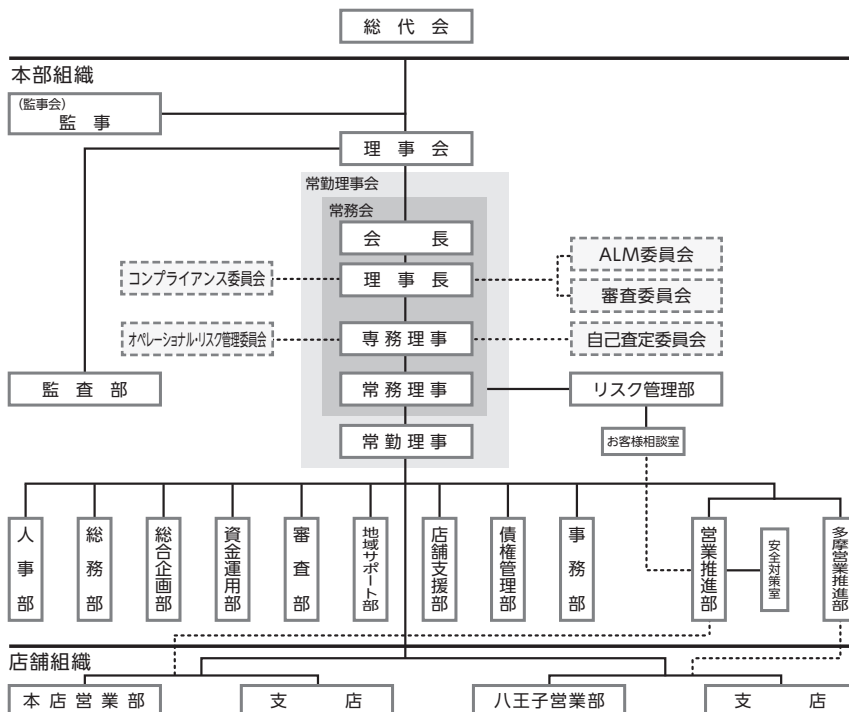 総代会
本部組織
(監事会)
監事
理事会
常勤理事会
常務会
会長
コンプライアンス委員会
理事長
ALM委員会
審査委員会
オペレーショナル・リスク管理委員会
専務理事
自己査定委員会
監査部
常務理事
リスク管理部
常勤理事
お客様相談室
人事部
総務部
総合企画部
資金運用部
審査部
地域サポート部
店舗支援部
債権管理部
事務部
営業推進部
安全対策室
多摩営業推進部
店舗組織
本店営業部
支店
八王子営業部
支店